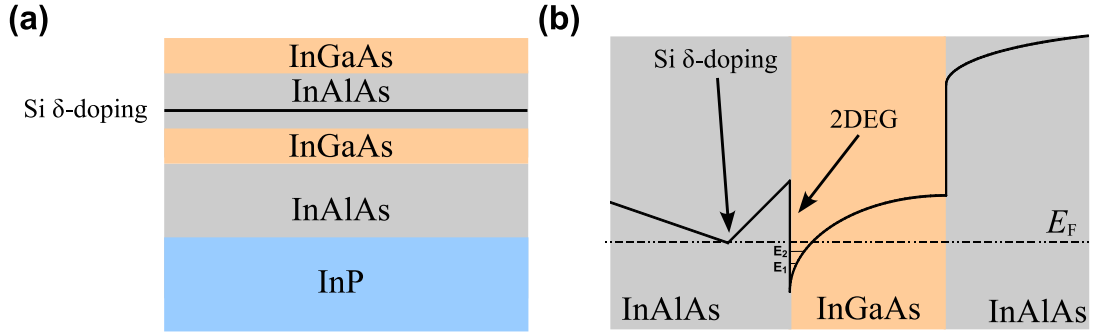 (a)
InGaAs
InAlAs
Si δ-doping
InGaAs
InAlAs
InP
(b)
Si δ-doping
2DEG
E_F
E₂
E₁
InAlAs
InGaAs
InAlAs